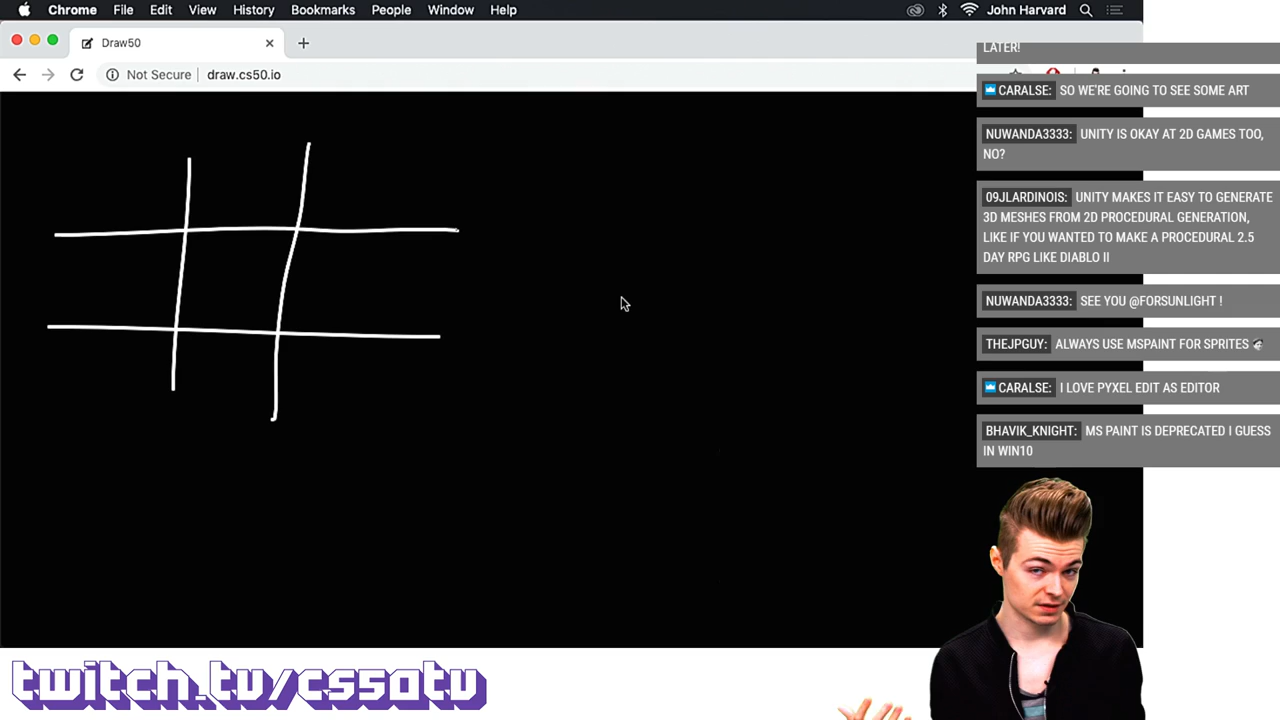 Chrome File Edit View History Bookmarks People Window Help John Harvard
Draw50
Not Secure draw.cs50.io
LATER!
CARALSE: SO WE'RE GOING TO SEE SOME ART
NUWANDA3333: UNITY IS OKAY AT 2D GAMES TOO,
NO?
09JLARDINOIS: UNITY MAKES IT EASY TO GENERATE
3D MESHES FROM 2D PROCEDURAL GENERATION,
LIKE IF YOU WANTED TO MAKE A PROCEDURAL 2.5
DAY RPG LIKE DIABLO II
NUWANDA3333: SEE YOU @FORSUNLIGHT !
THEJPGUY: ALWAYS USE MSPAINT FOR SPRITES
CARALSE: I LOVE PYXEL EDIT AS EDITOR
BHAVIK_KNIGHT: MS PAINT IS DEPRECATED I GUESS
IN WIN10
twitch.tv/cs50tv